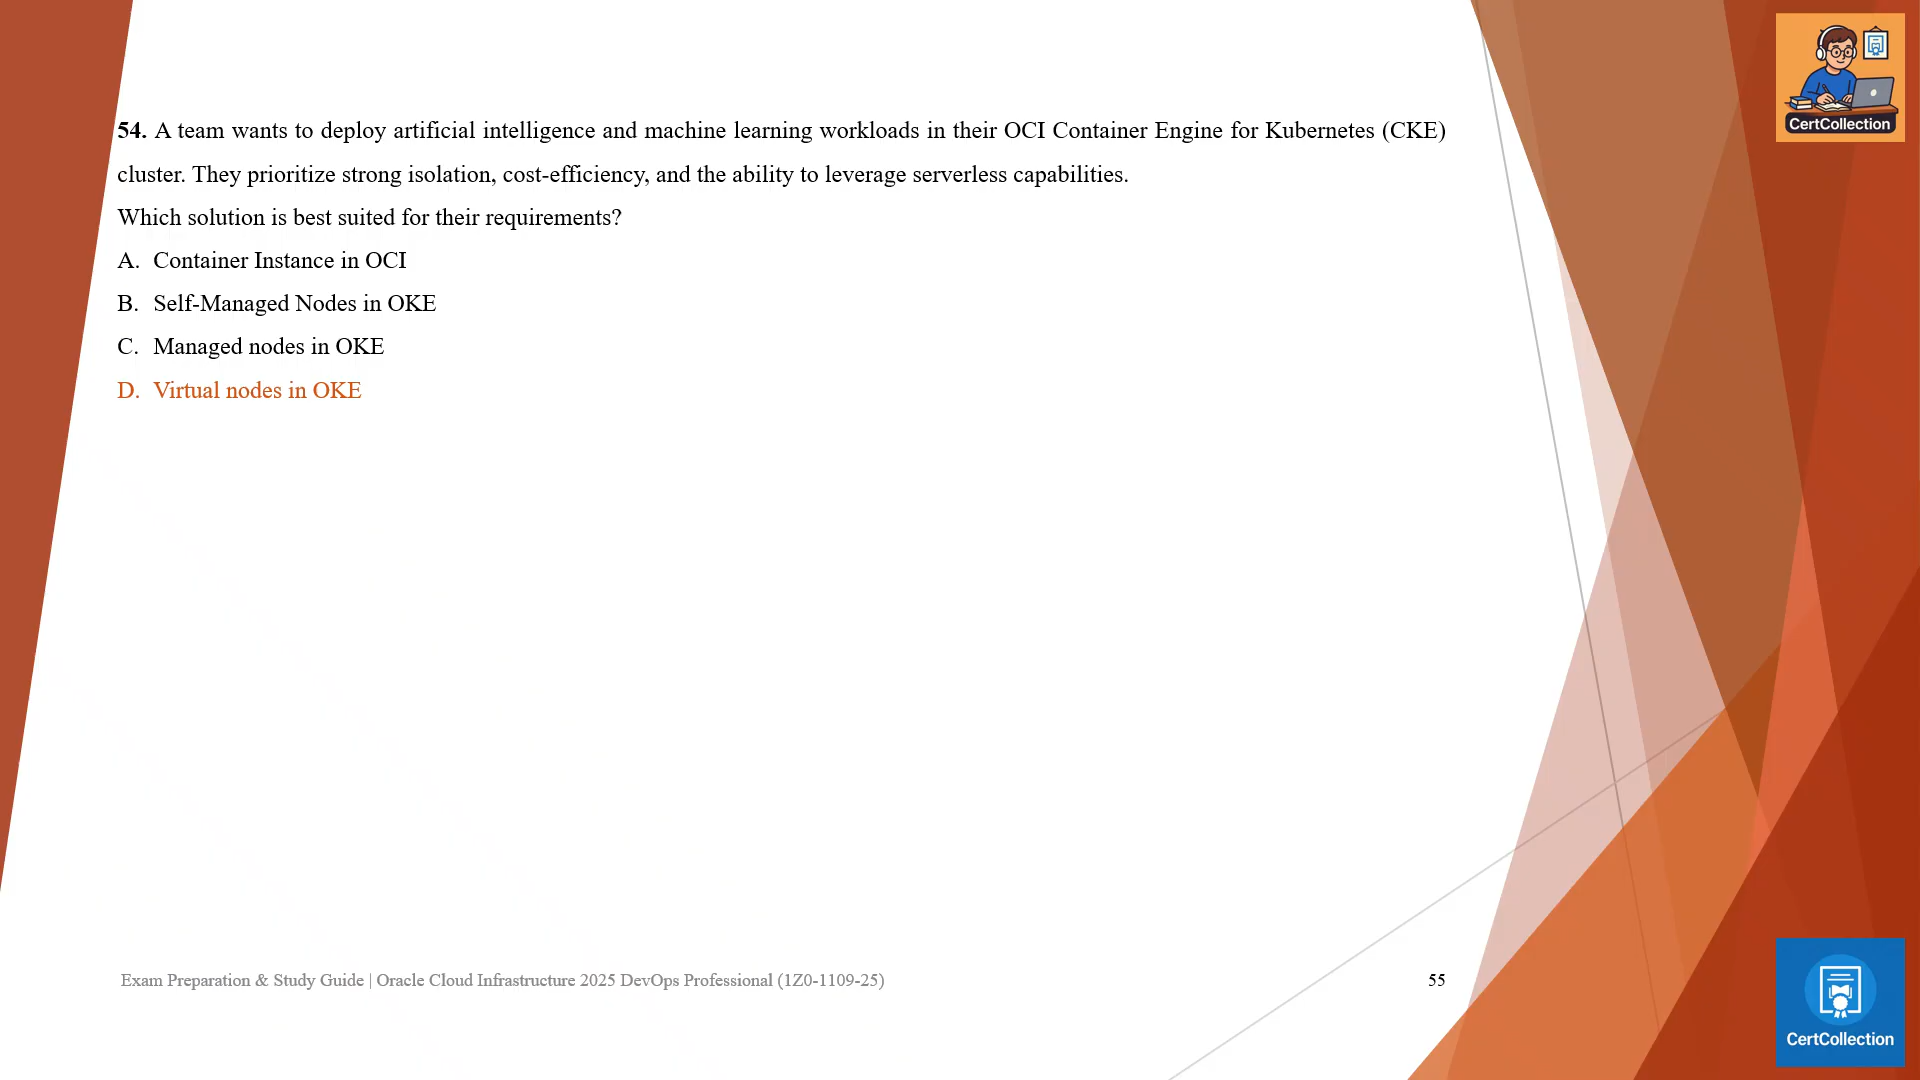 CertCollection
54. A team wants to deploy artificial intelligence and machine learning workloads in their OCI Container Engine for Kubernetes (CKE)
cluster. They prioritize strong isolation, cost-efficiency, and the ability to leverage serverless capabilities.
Which solution is best suited for their requirements?
A. Container Instance in OCI
B. Self-Managed Nodes in OKE
C. Managed nodes in OKE
D. Virtual nodes in OKE
Exam Preparation & Study Guide | Oracle Cloud Infrastructure 2025 DevOps Professional (1Z0-1109-25)
55
CertCollection